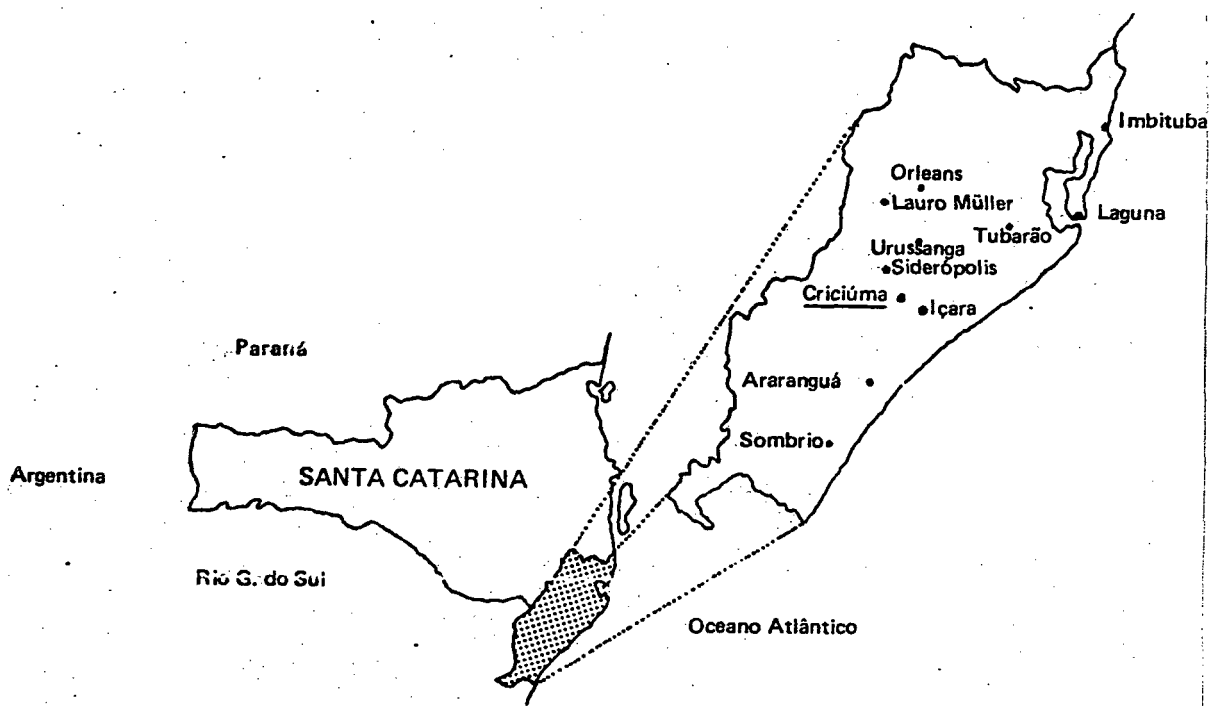 Imbituba
Orleans
Lauro Müller
Laguna
Tubarão
Urussanga
Siderópolis
Criciúma
Içara
Paraná
Araranguá
Sombrio
Argentina
SANTA CATARINA
Rio G. do Sul
Oceano Atlântico